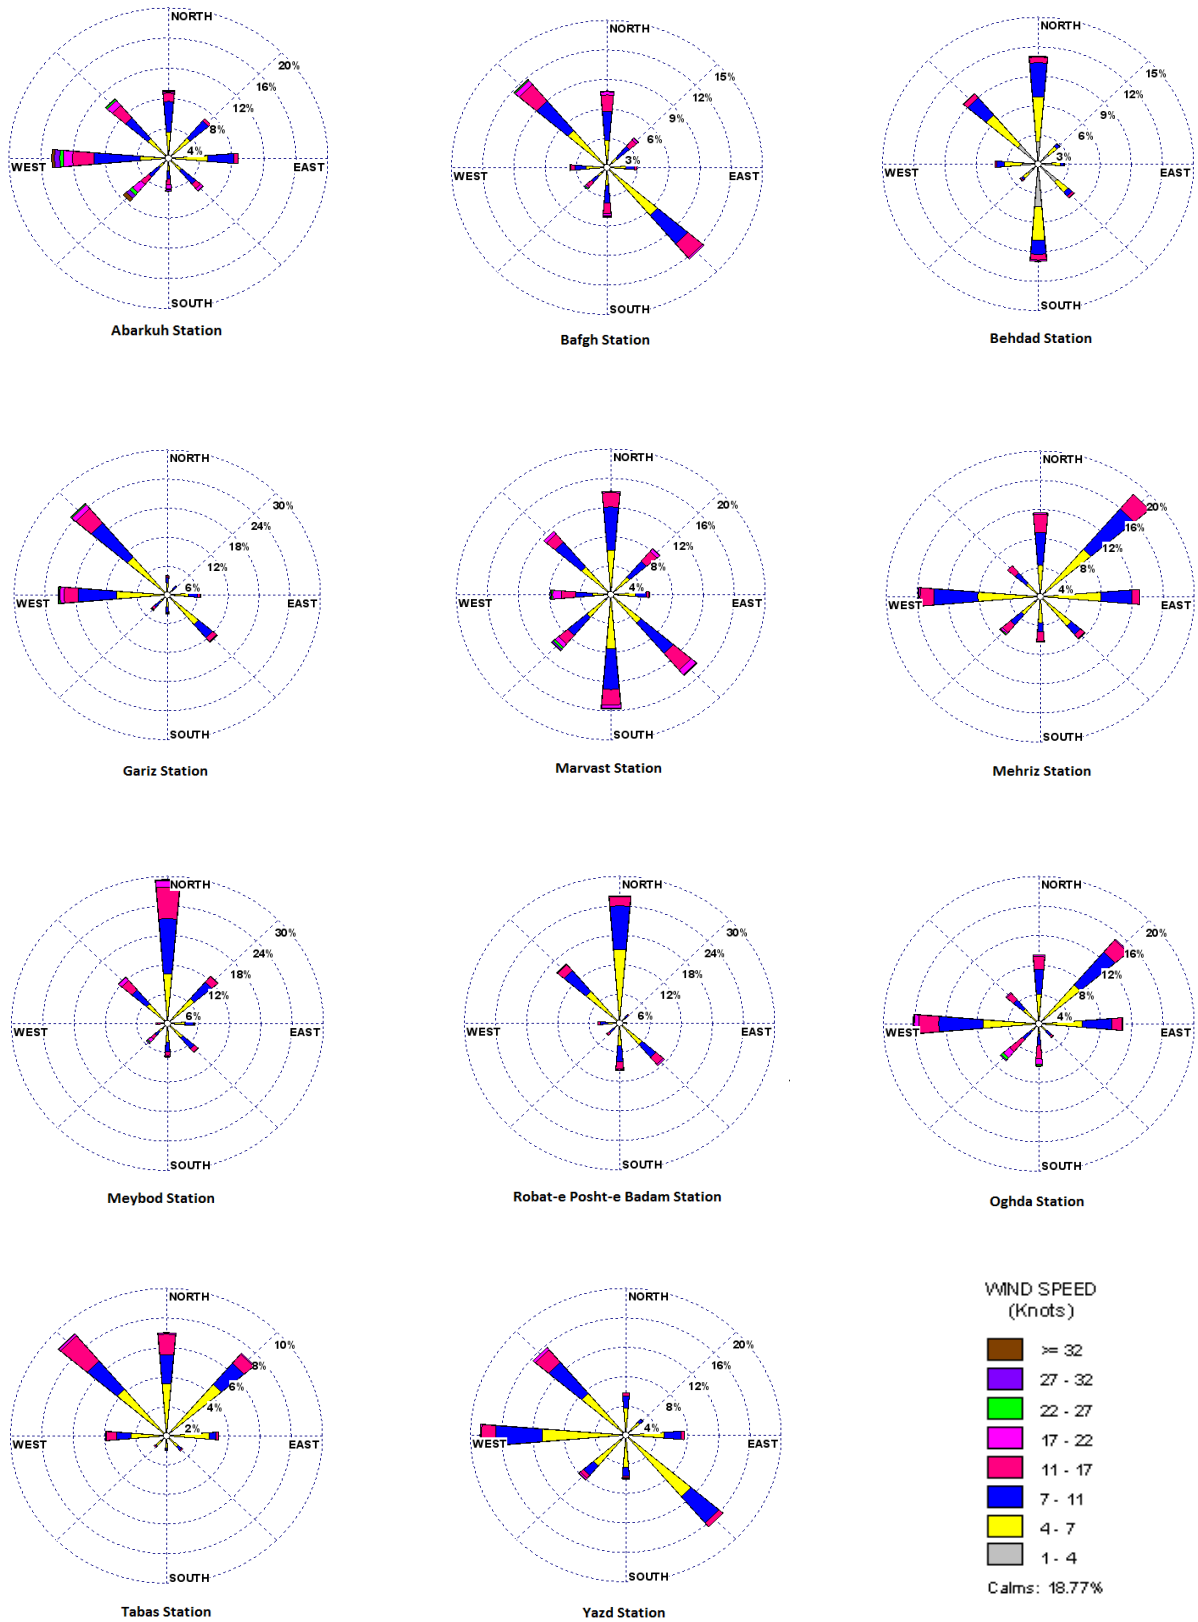 NORTH
20%
16%
12%
8%
4%
WEST
EAST
SOUTH
Abarkuh Station
NORTH
15%
12%
9%
6%
3%
WEST
EAST
SOUTH
Bafgh Station
NORTH
15%
12%
9%
6%
3%
WEST
EAST
SOUTH
Behdad Station
NORTH
30%
24%
18%
12%
6%
WEST
EAST
SOUTH
Gariz Station
NORTH
20%
16%
12%
8%
4%
WEST
EAST
SOUTH
Marvast Station
NORTH
20%
16%
12%
8%
4%
WEST
EAST
SOUTH
Mehriz Station
NORTH
30%
24%
18%
12%
6%
WEST
EAST
SOUTH
Meybod Station
NORTH
30%
24%
18%
12%
6%
WEST
EAST
SOUTH
Robat-e Posht-e Badam Station
NORTH
20%
16%
12%
8%
4%
WEST
EAST
SOUTH
Oghda Station
NORTH
10%
8%
6%
4%
2%
WEST
EAST
SOUTH
Tabas Station
NORTH
20%
16%
12%
8%
4%
WEST
EAST
SOUTH
Yazd Station
WIND SPEED
(Knots)
>= 32
27 - 32
22 - 27
17 - 22
11 - 17
7 - 11
4 - 7
1 - 4
Calms: 18.77%